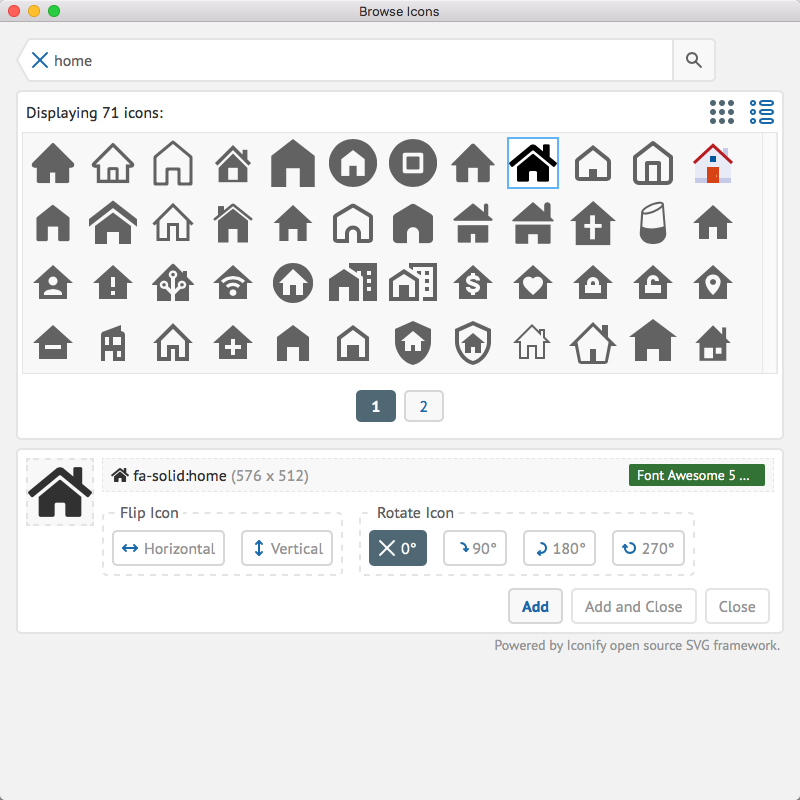 Browse Icons
home
Displaying 71 icons:
1 2
fa-solid:home (576 x 512) Font Awesome 5 ...
Flip Icon Rotate Icon
Horizontal Vertical 0° 90° 180° 270°
Add Add and Close Close
Powered by Iconify open source SVG framework.